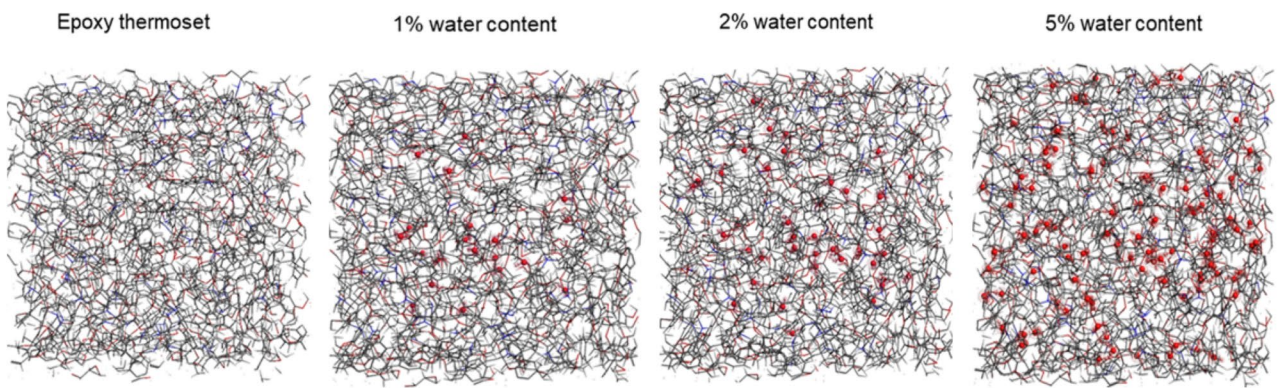 Epoxy thermoset
1% water content
2% water content
5% water content